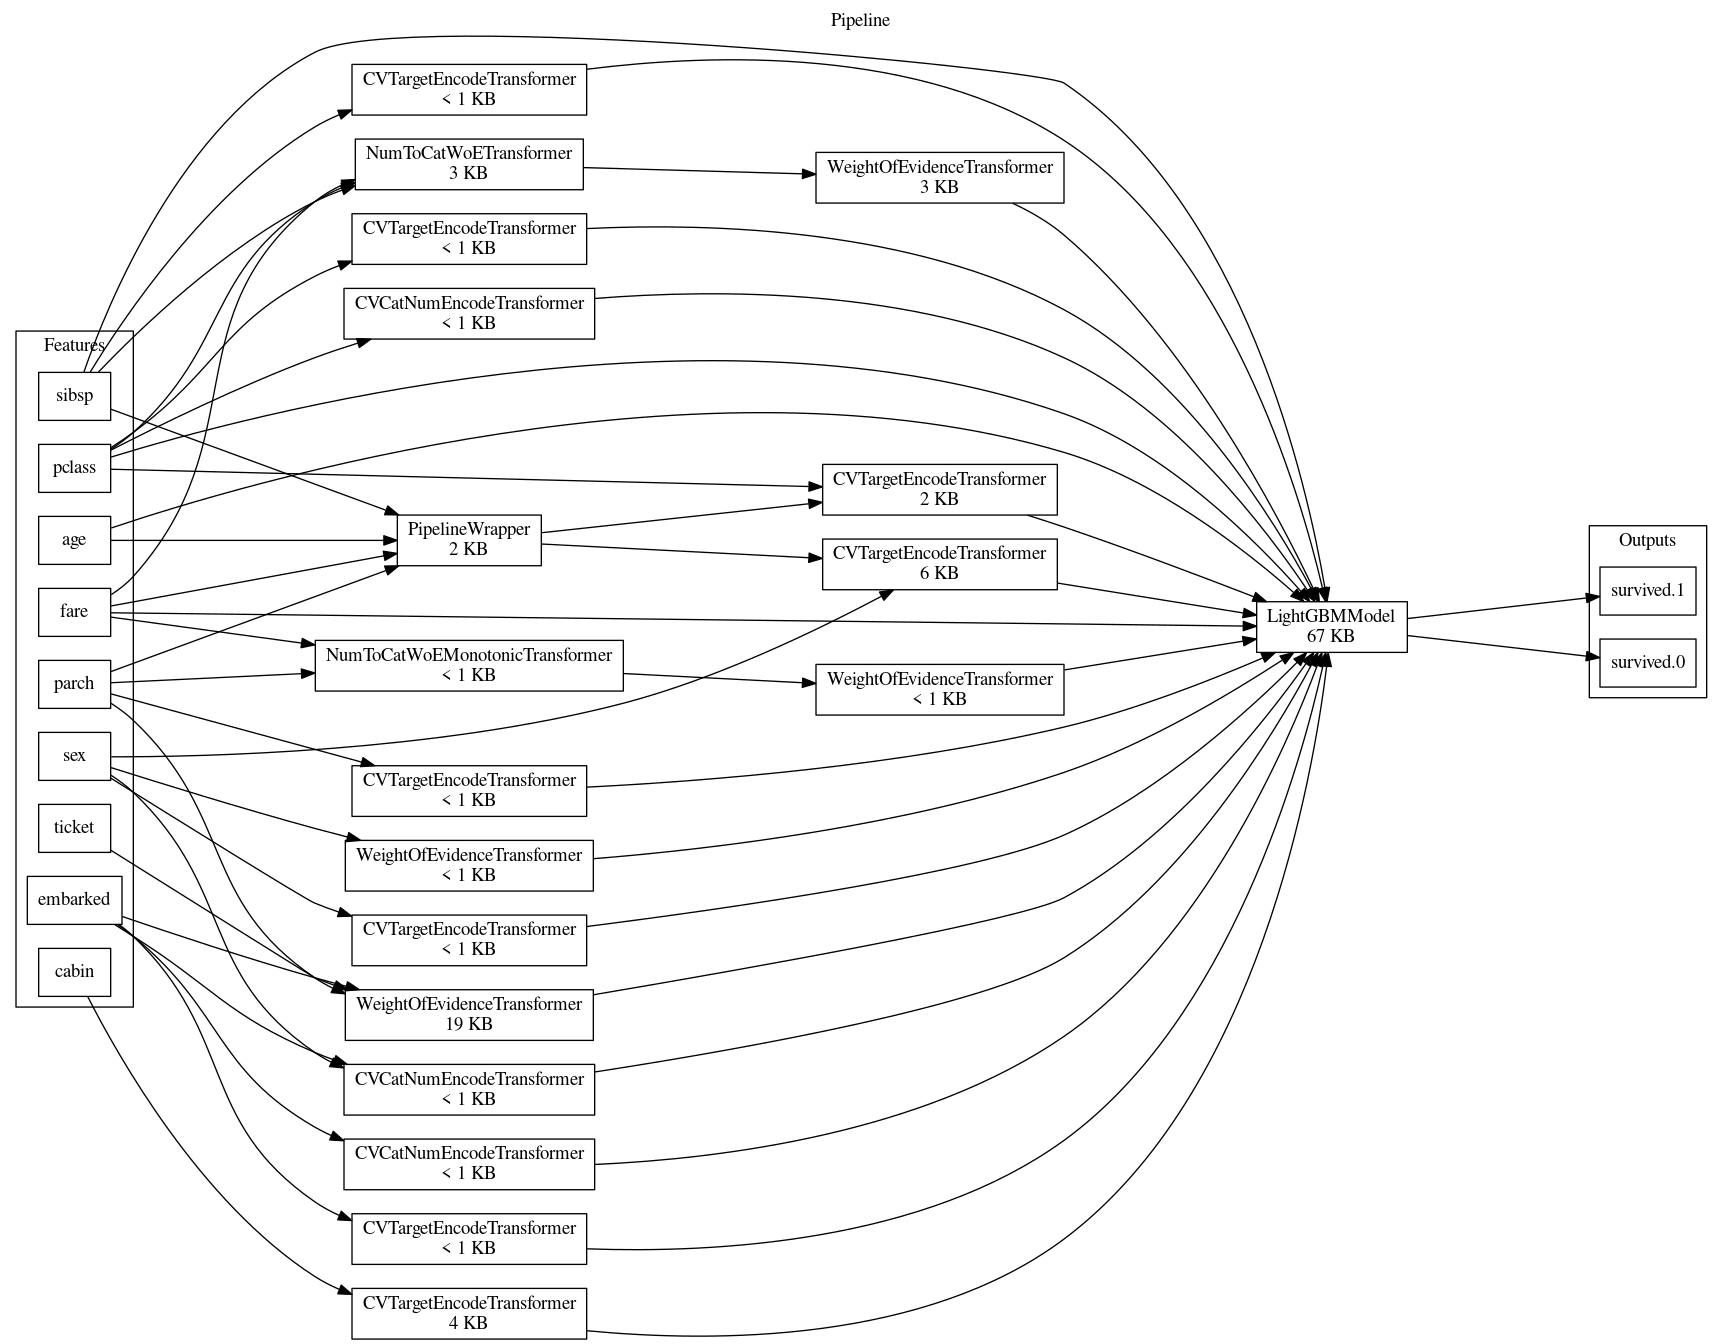 Pipeline
Features
sibsp
pclass
age
fare
parch
sex
ticket
embarked
cabin
CVTargetEncodeTransformer
< 1 KB
NumToCatWoETransformer
3 KB
CVTargetEncodeTransformer
< 1 KB
CVCatNumEncodeTransformer
< 1 KB
PipelineWrapper
2 KB
NumToCatWoEMonotonicTransformer
< 1 KB
CVTargetEncodeTransformer
< 1 KB
WeightOfEvidenceTransformer
< 1 KB
CVTargetEncodeTransformer
< 1 KB
WeightOfEvidenceTransformer
19 KB
CVCatNumEncodeTransformer
< 1 KB
CVCatNumEncodeTransformer
< 1 KB
CVTargetEncodeTransformer
< 1 KB
CVTargetEncodeTransformer
4 KB
WeightOfEvidenceTransformer
3 KB
CVTargetEncodeTransformer
2 KB
CVTargetEncodeTransformer
6 KB
WeightOfEvidenceTransformer
< 1 KB
LightGBMModel
67 KB
Outputs
survived.1
survived.0